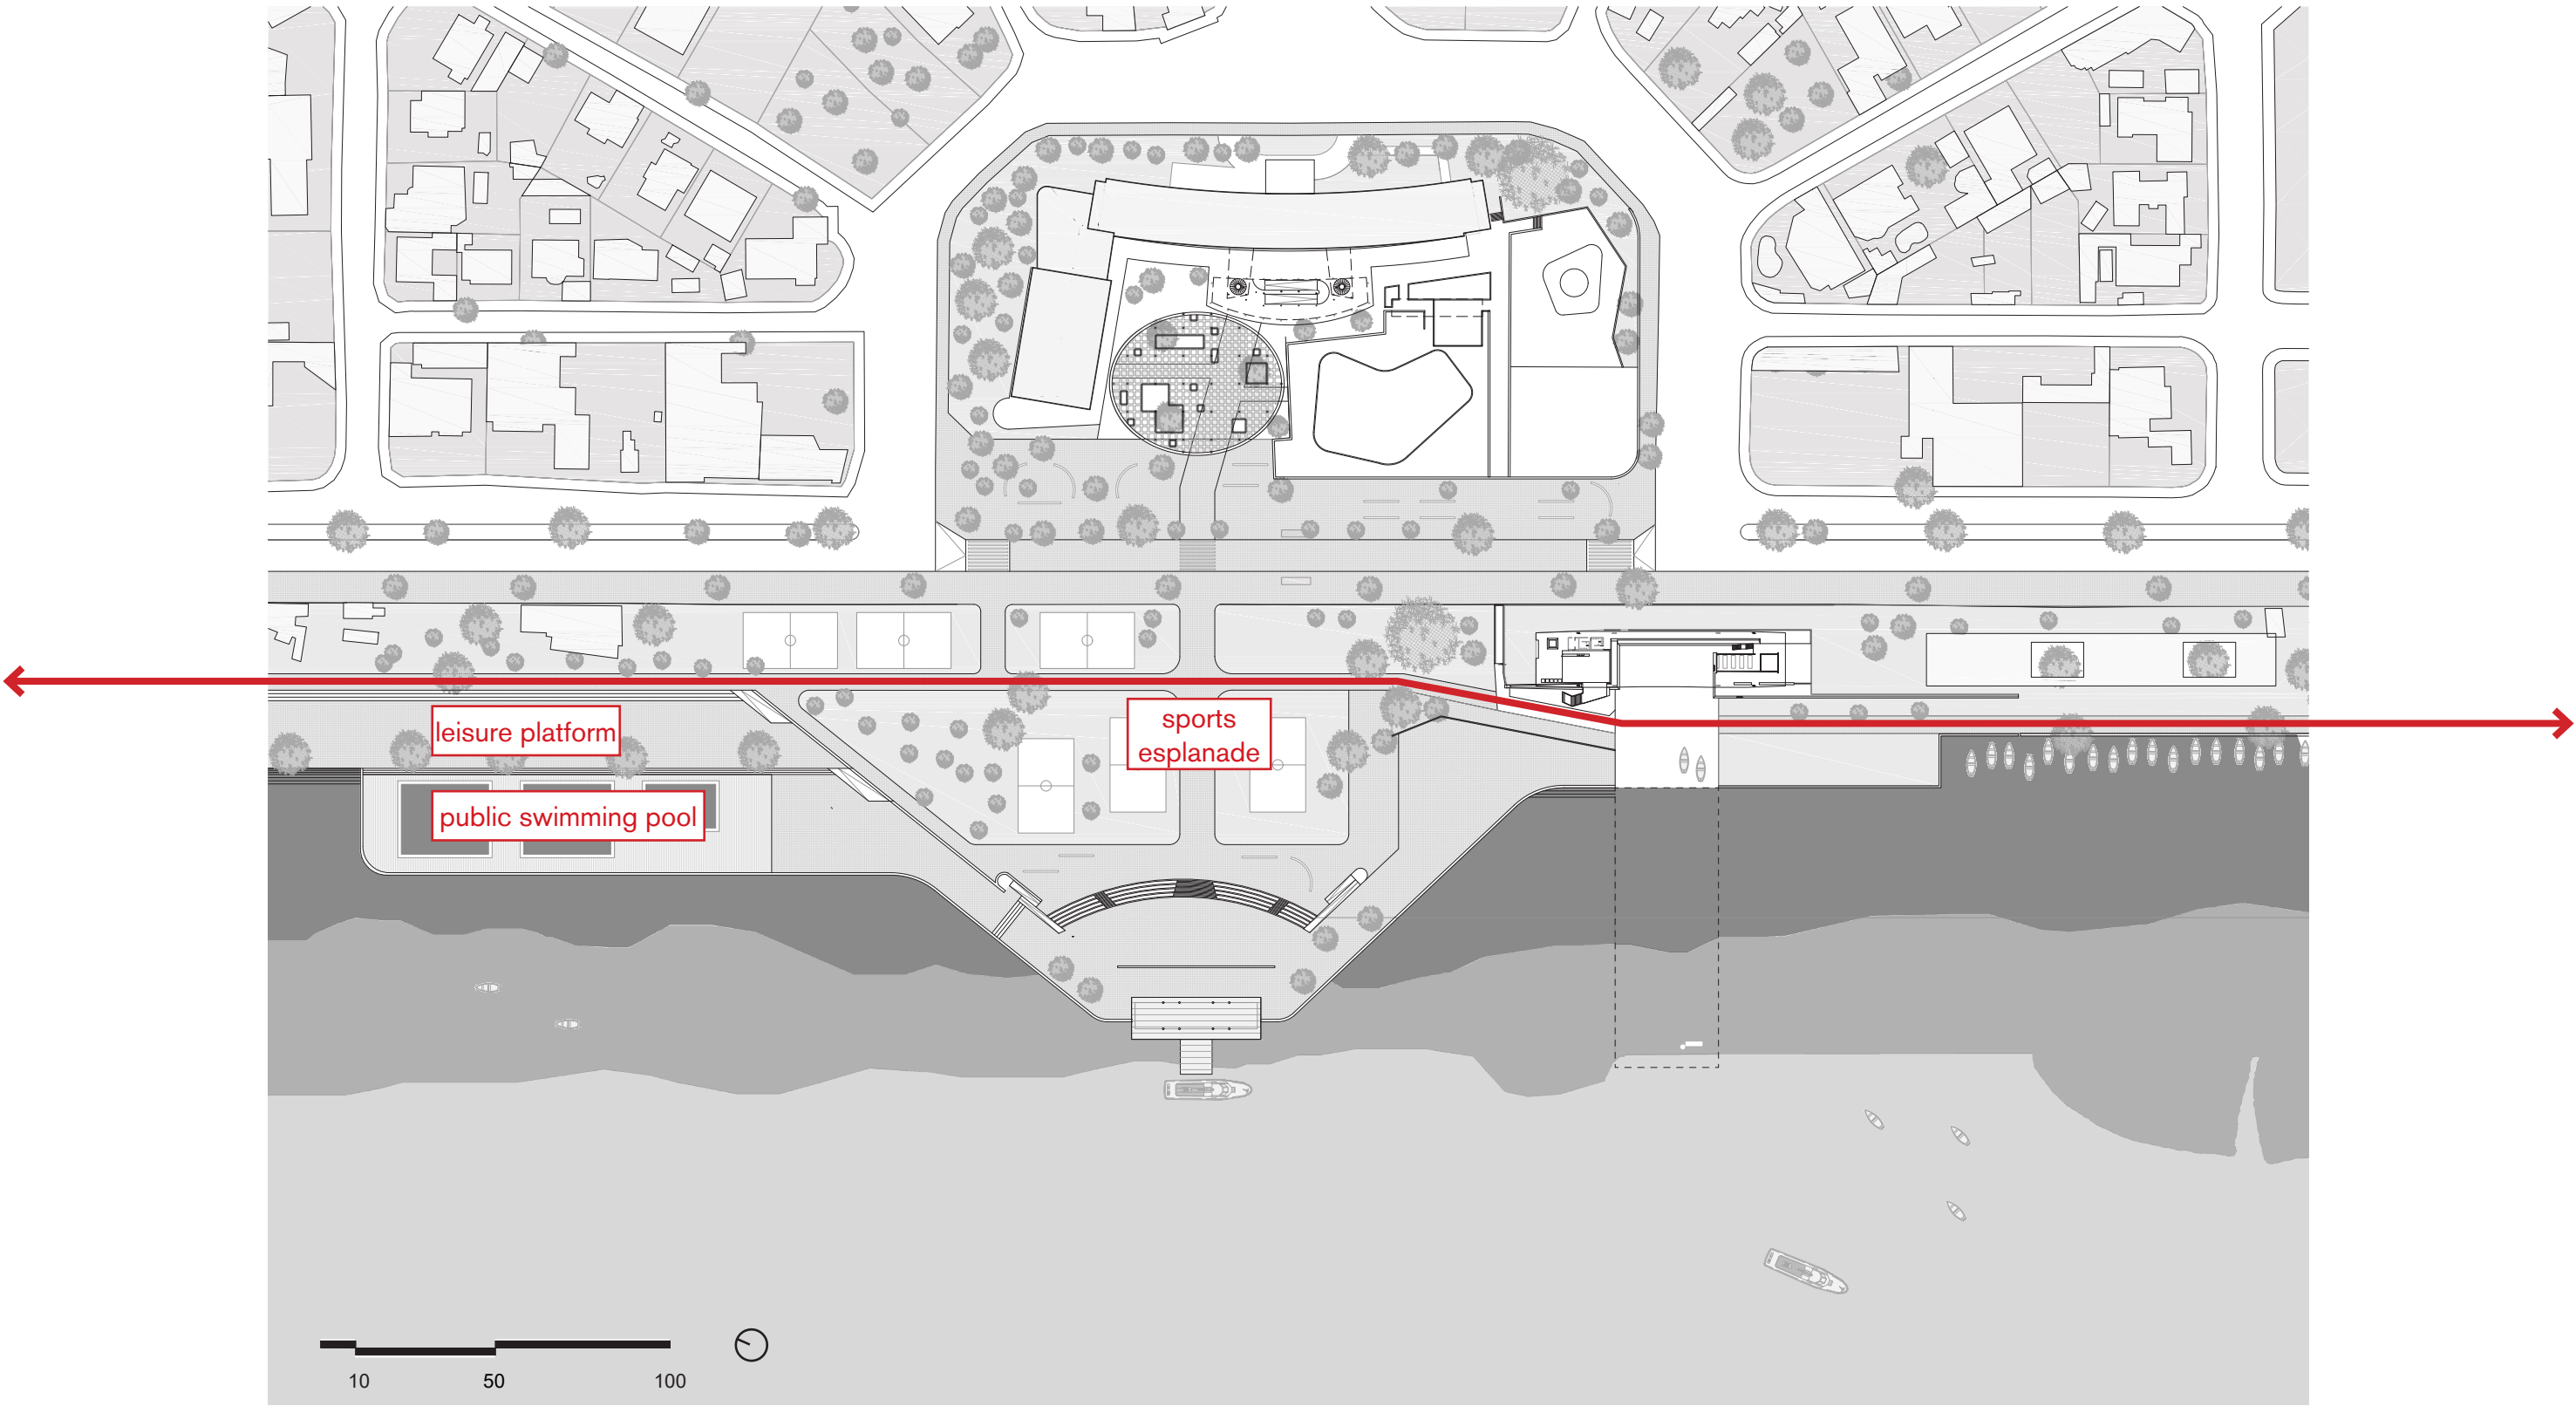 leisure platform
sports
esplanade
public swimming pool
10 50 100